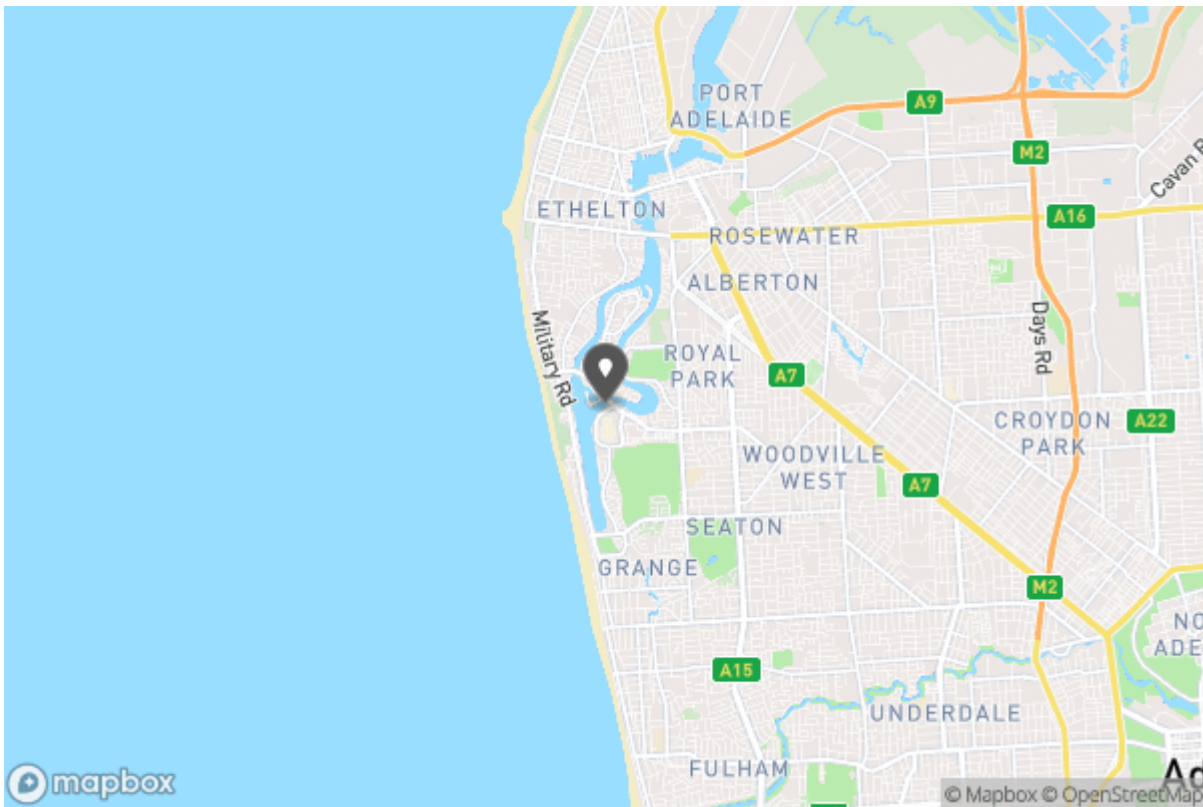 PORT
ADELAIDE
A9
M2
Cavan R
ETHELTON
A16
ROSEWATER
ALBERTON
Military Rd
Days Rd
ROYAL
PARK
A7
CROYDON
PARK
A22
WOODVILLE
WEST
A7
SEATON
GRANGE
M2
NO
ADE
A15
UNDERDALE
FULHAM
Ad
mapbox
© Mapbox © OpenStreetMap